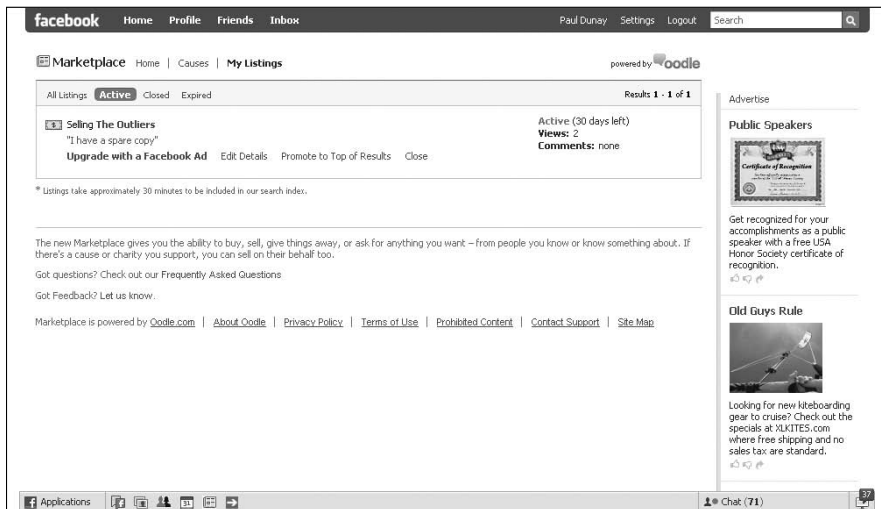 facebook Home Profile Friends Inbox Paul Dunay Settings Logout Search
Marketplace Home | Causes | My Listings powered by oodle
All Listings Active Closed Expired Results 1 - 1 of 1
$ Selling The Outliers
"I have a spare copy"
Upgrade with a Facebook Ad Edit Details Promote to Top of Results Close
Active (30 days left)
Views: 2
Comments: none
* Listings take approximately 30 minutes to be included in our search index.
The new Marketplace gives you the ability to buy, sell, give things away, or ask for anything you want – from people you know or know something about. If
there's a cause or charity you support, you can sell on their behalf too.
Got questions? Check out our Frequently Asked Questions
Got Feedback? Let us know.
Marketplace is powered by Oodle.com | About Oodle | Privacy Policy | Terms of Use | Prohibited Content | Contact Support | Site Map
Advertise
Public Speakers
Certificate of Recognition
Get recognized for your
accomplishments as a public
speaker with a free USA
Honor Society certificate of
recognition.
Old Guys Rule
Looking for new kiteboarding
gear to cruise? Check out the
specials at XLKITES.com
where free shipping and no
sales tax are standard.
f Applications 31 Chat (71) 37